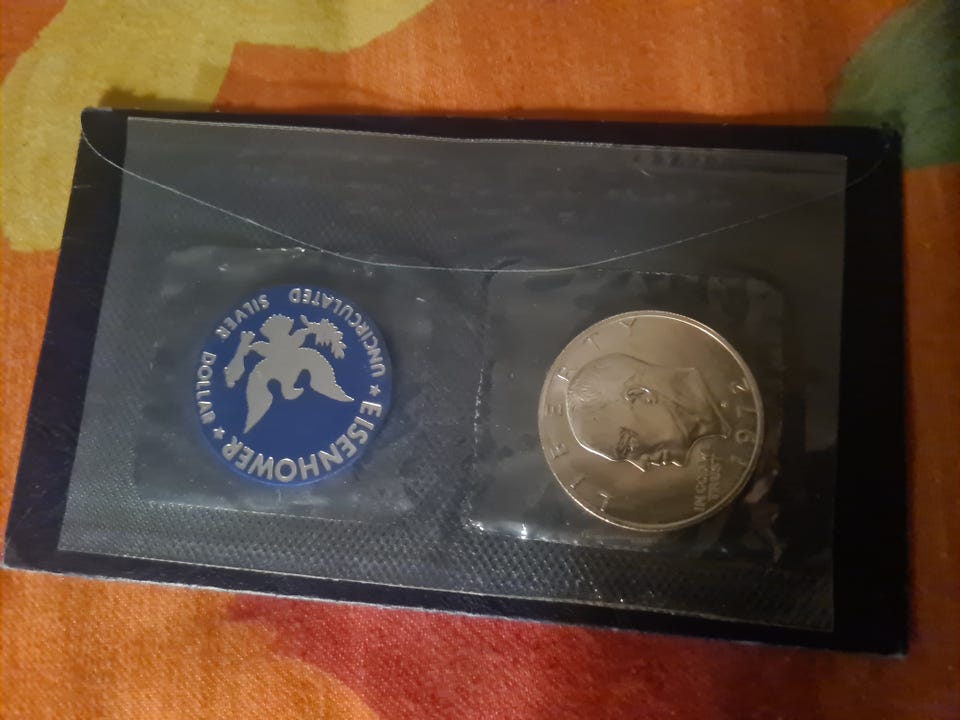 EISENHOWER
UNCIRCULATED
SILVER DOLLAR
LIBERTY
IN GOD WE
TRUST
1972